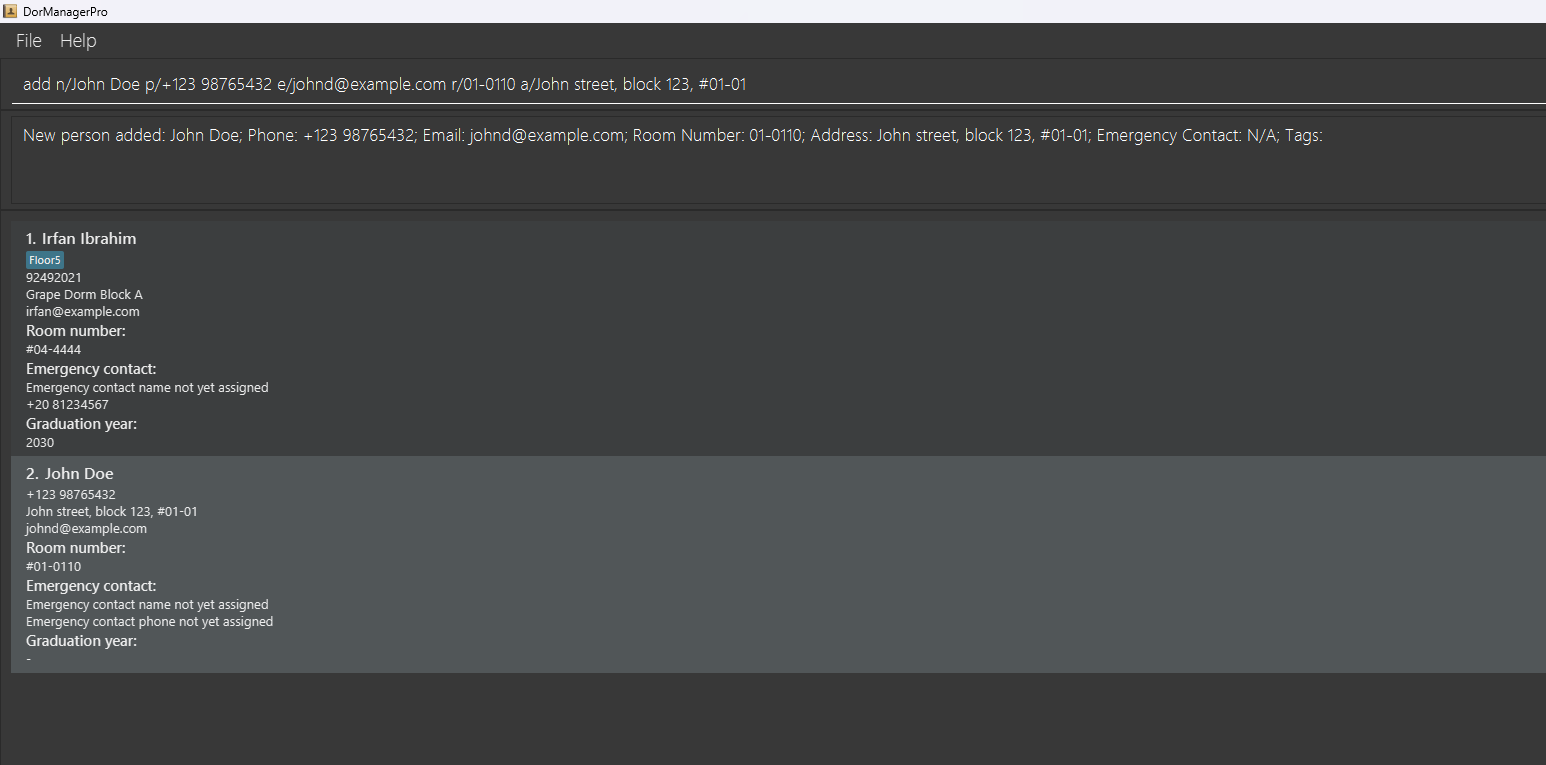 DorManagerPro
File Help
add n/John Doe p/+123 98765432 e/johnd@example.com r/01-0110 a/John street, block 123, #01-01
New person added: John Doe; Phone: +123 98765432; Email: johnd@example.com; Room Number: 01-0110; Address: John street, block 123, #01-01; Emergency Contact: N/A; Tags:
1. Irfan Ibrahim
Floor5
92492021
Grape Dorm Block A
irfan@example.com
Room number:
#04-4444
Emergency contact:
Emergency contact name not yet assigned
+20 81234567
Graduation year:
2030
2. John Doe
+123 98765432
John street, block 123, #01-01
johnd@example.com
Room number:
#01-0110
Emergency contact:
Emergency contact name not yet assigned
Emergency contact phone not yet assigned
Graduation year:
-